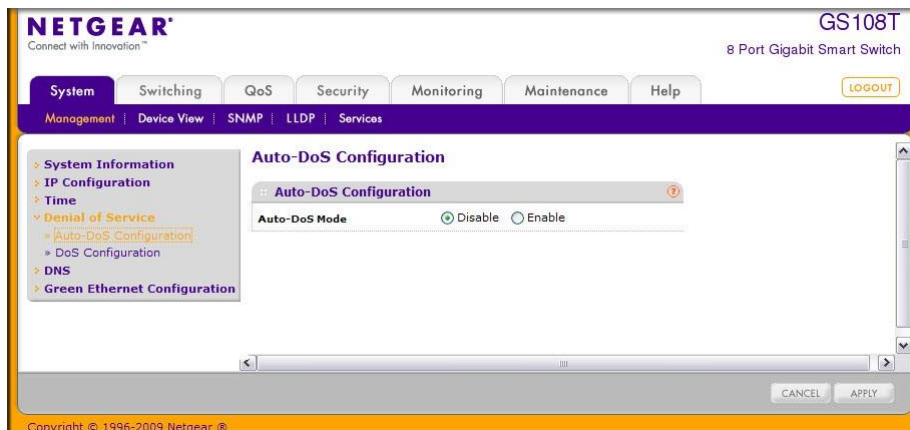 NETGEAR®
Connect with Innovation™
GS108T
8 Port Gigabit Smart Switch
System Switching QoS Security Monitoring Maintenance Help LOGOUT
Management | Device View | SNMP | LLDP | Services
System Information
IP Configuration
Time
Denial of Service
» Auto-DoS Configuration
» DoS Configuration
DNS
Green Ethernet Configuration
Auto-DoS Configuration
Auto-DoS Configuration ?
Auto-DoS Mode Disable Enable
CANCEL APPLY
Copyright © 1996-2009 Netgear ®